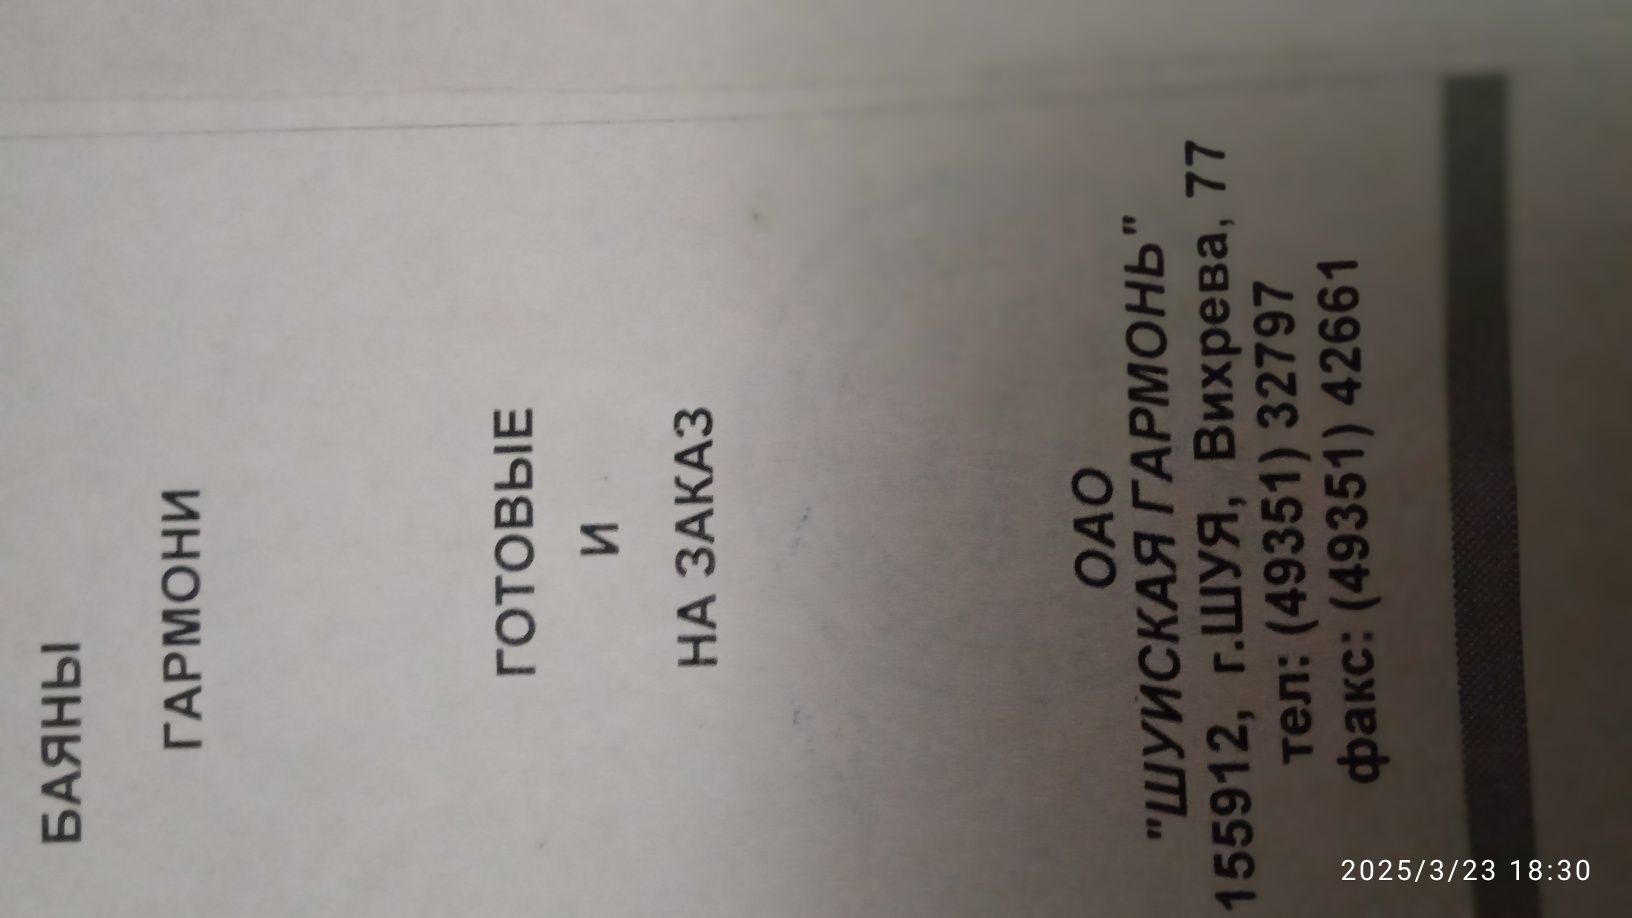 БАЯНЫ
ГАРМОНИ
ГОТОВЫЕ
И
НА ЗАКАЗ
ОАО
"ШУЙСКАЯ ГАРМОНЬ"
155912, г.ШУЯ, Вихрева, 77
тел: (49351) 32797
факс: (49351) 42661
2025/3/23 18:30